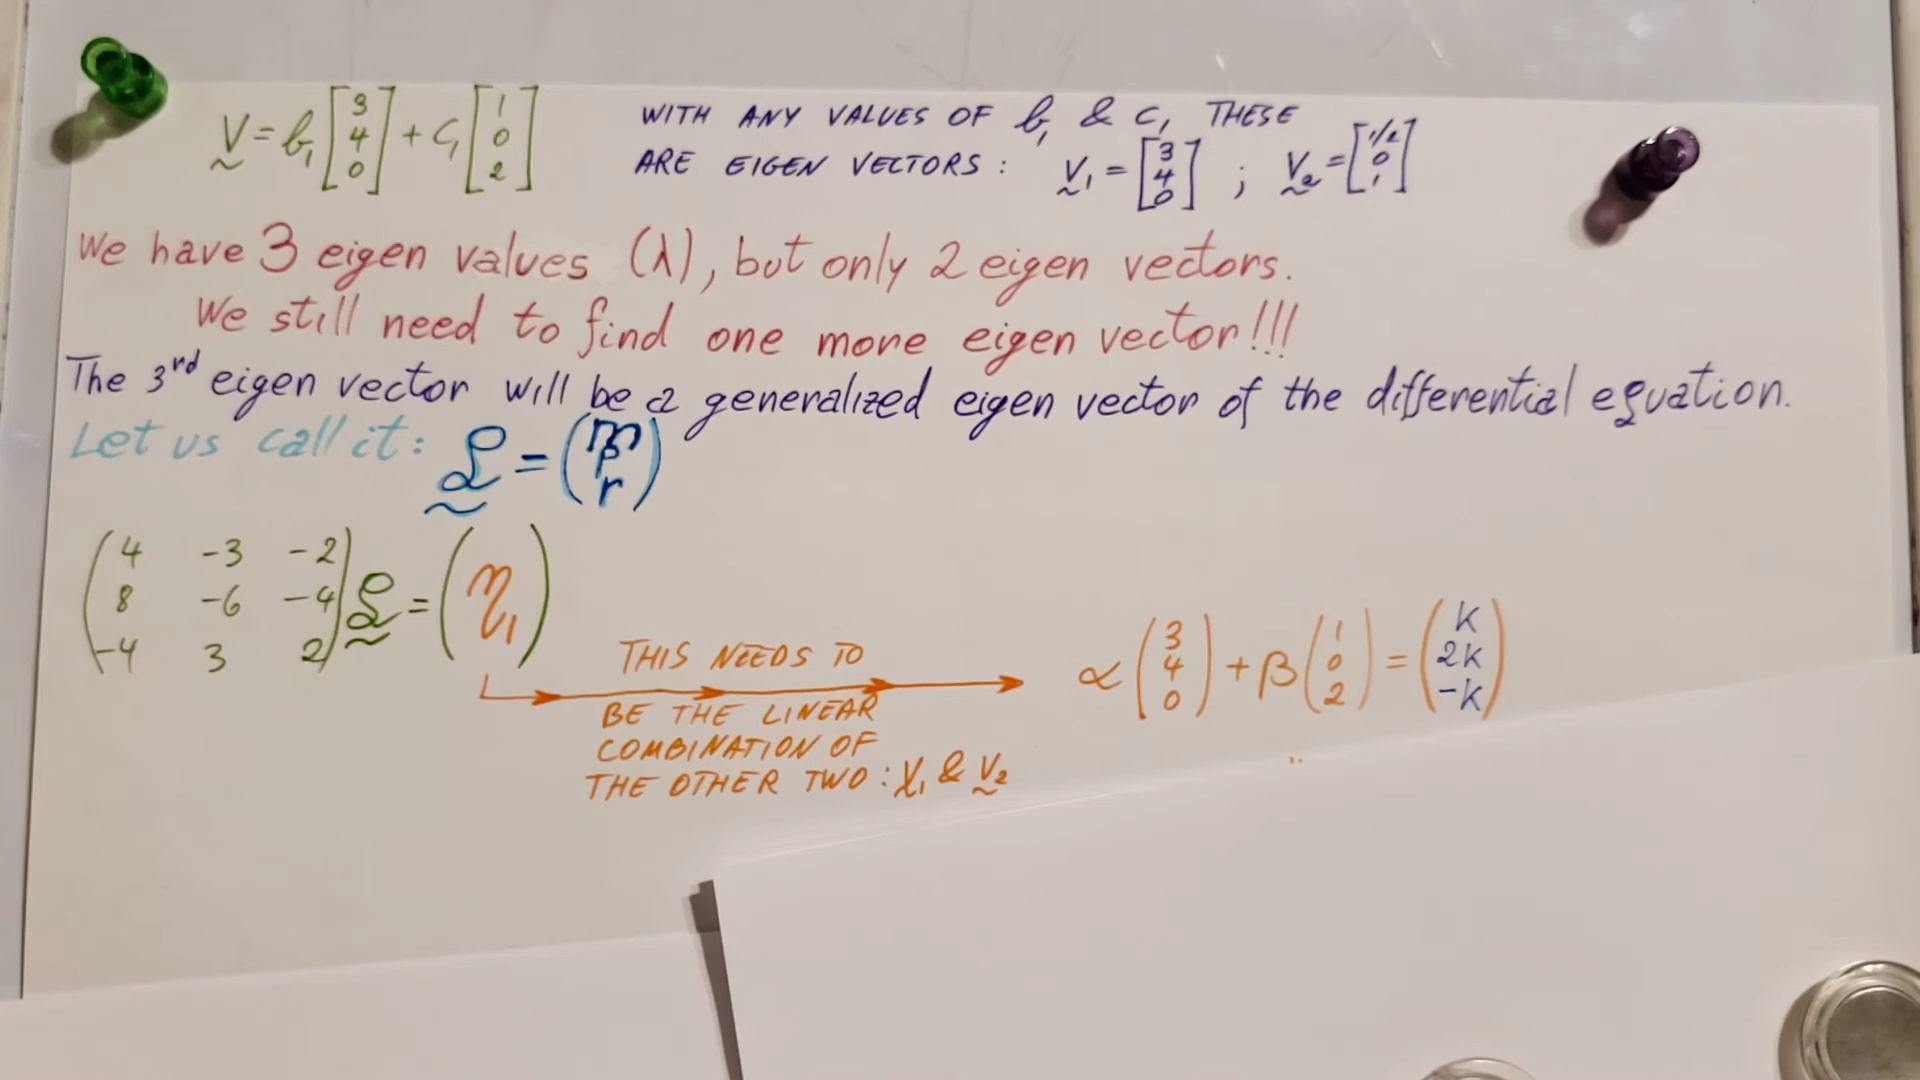 V = b₁ [3 4 0] + c₁ [1 0 2]
WITH ANY VALUES OF b₁ & c₁, THESE
ARE EIGEN VECTORS: V₁ = [3 4 0] ; V₂ = [1/2 0 1]
We have 3 eigen values (λ), but only 2 eigen vectors.
We still need to find one more eigen vector!!!
The 3rd eigen vector will be a generalized eigen vector of the differential equation.
Let us call it: ρ = (m p r)
(4 -3 -2
8 -6 -4
-4 3 2) ρ = (η₁)
THIS NEEDS TO
BE THE LINEAR
COMBINATION OF
THE OTHER TWO: V₁ & V₂
α (3 4 0) + β (1 0 2) = (k 2k -k)